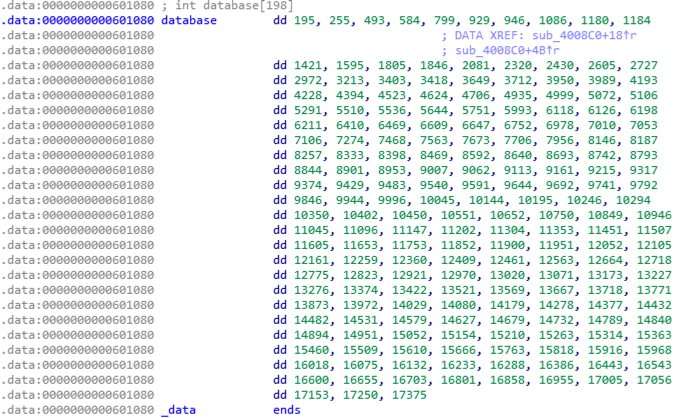 .data:0000000000601080 ; int database[198]
.data:0000000000601080 database dd 195, 255, 493, 584, 799, 929, 946, 1086, 1180, 1184
.data:0000000000601080 ; DATA XREF: sub_4008C0+18↑r
.data:0000000000601080 ; sub_4008C0+4B↑r
.data:0000000000601080 dd 1421, 1595, 1805, 1846, 2081, 2320, 2430, 2605, 2727
.data:0000000000601080 dd 2972, 3213, 3403, 3418, 3649, 3712, 3950, 3989, 4193
.data:0000000000601080 dd 4228, 4394, 4523, 4624, 4706, 4935, 4999, 5072, 5106
.data:0000000000601080 dd 5291, 5510, 5536, 5644, 5751, 5993, 6118, 6126, 6198
.data:0000000000601080 dd 6211, 6410, 6469, 6609, 6647, 6752, 6978, 7010, 7053
.data:0000000000601080 dd 7106, 7274, 7468, 7563, 7673, 7706, 7956, 8146, 8187
.data:0000000000601080 dd 8257, 8333, 8398, 8469, 8592, 8640, 8693, 8742, 8793
.data:0000000000601080 dd 8844, 8901, 8953, 9007, 9062, 9113, 9161, 9215, 9317
.data:0000000000601080 dd 9374, 9429, 9483, 9540, 9591, 9644, 9692, 9741, 9792
.data:0000000000601080 dd 9846, 9944, 9996, 10045, 10144, 10195, 10246, 10294
.data:0000000000601080 dd 10350, 10402, 10450, 10551, 10652, 10750, 10849, 10946
.data:0000000000601080 dd 11045, 11096, 11147, 11202, 11304, 11353, 11451, 11507
.data:0000000000601080 dd 11605, 11653, 11753, 11852, 11900, 11951, 12052, 12105
.data:0000000000601080 dd 12161, 12259, 12360, 12409, 12461, 12563, 12664, 12718
.data:0000000000601080 dd 12775, 12823, 12921, 12970, 13020, 13071, 13173, 13227
.data:0000000000601080 dd 13276, 13374, 13422, 13521, 13569, 13667, 13718, 13771
.data:0000000000601080 dd 13873, 13972, 14029, 14080, 14179, 14278, 14377, 14432
.data:0000000000601080 dd 14482, 14531, 14579, 14627, 14679, 14732, 14789, 14840
.data:0000000000601080 dd 14894, 14951, 15052, 15154, 15210, 15263, 15314, 15363
.data:0000000000601080 dd 15460, 15509, 15610, 15666, 15763, 15818, 15916, 15968
.data:0000000000601080 dd 16018, 16075, 16132, 16233, 16288, 16386, 16443, 16543
.data:0000000000601080 dd 16600, 16655, 16703, 16801, 16858, 16955, 17005, 17056
.data:0000000000601080 dd 17153, 17250, 17375
.data:0000000000601080 _data ends